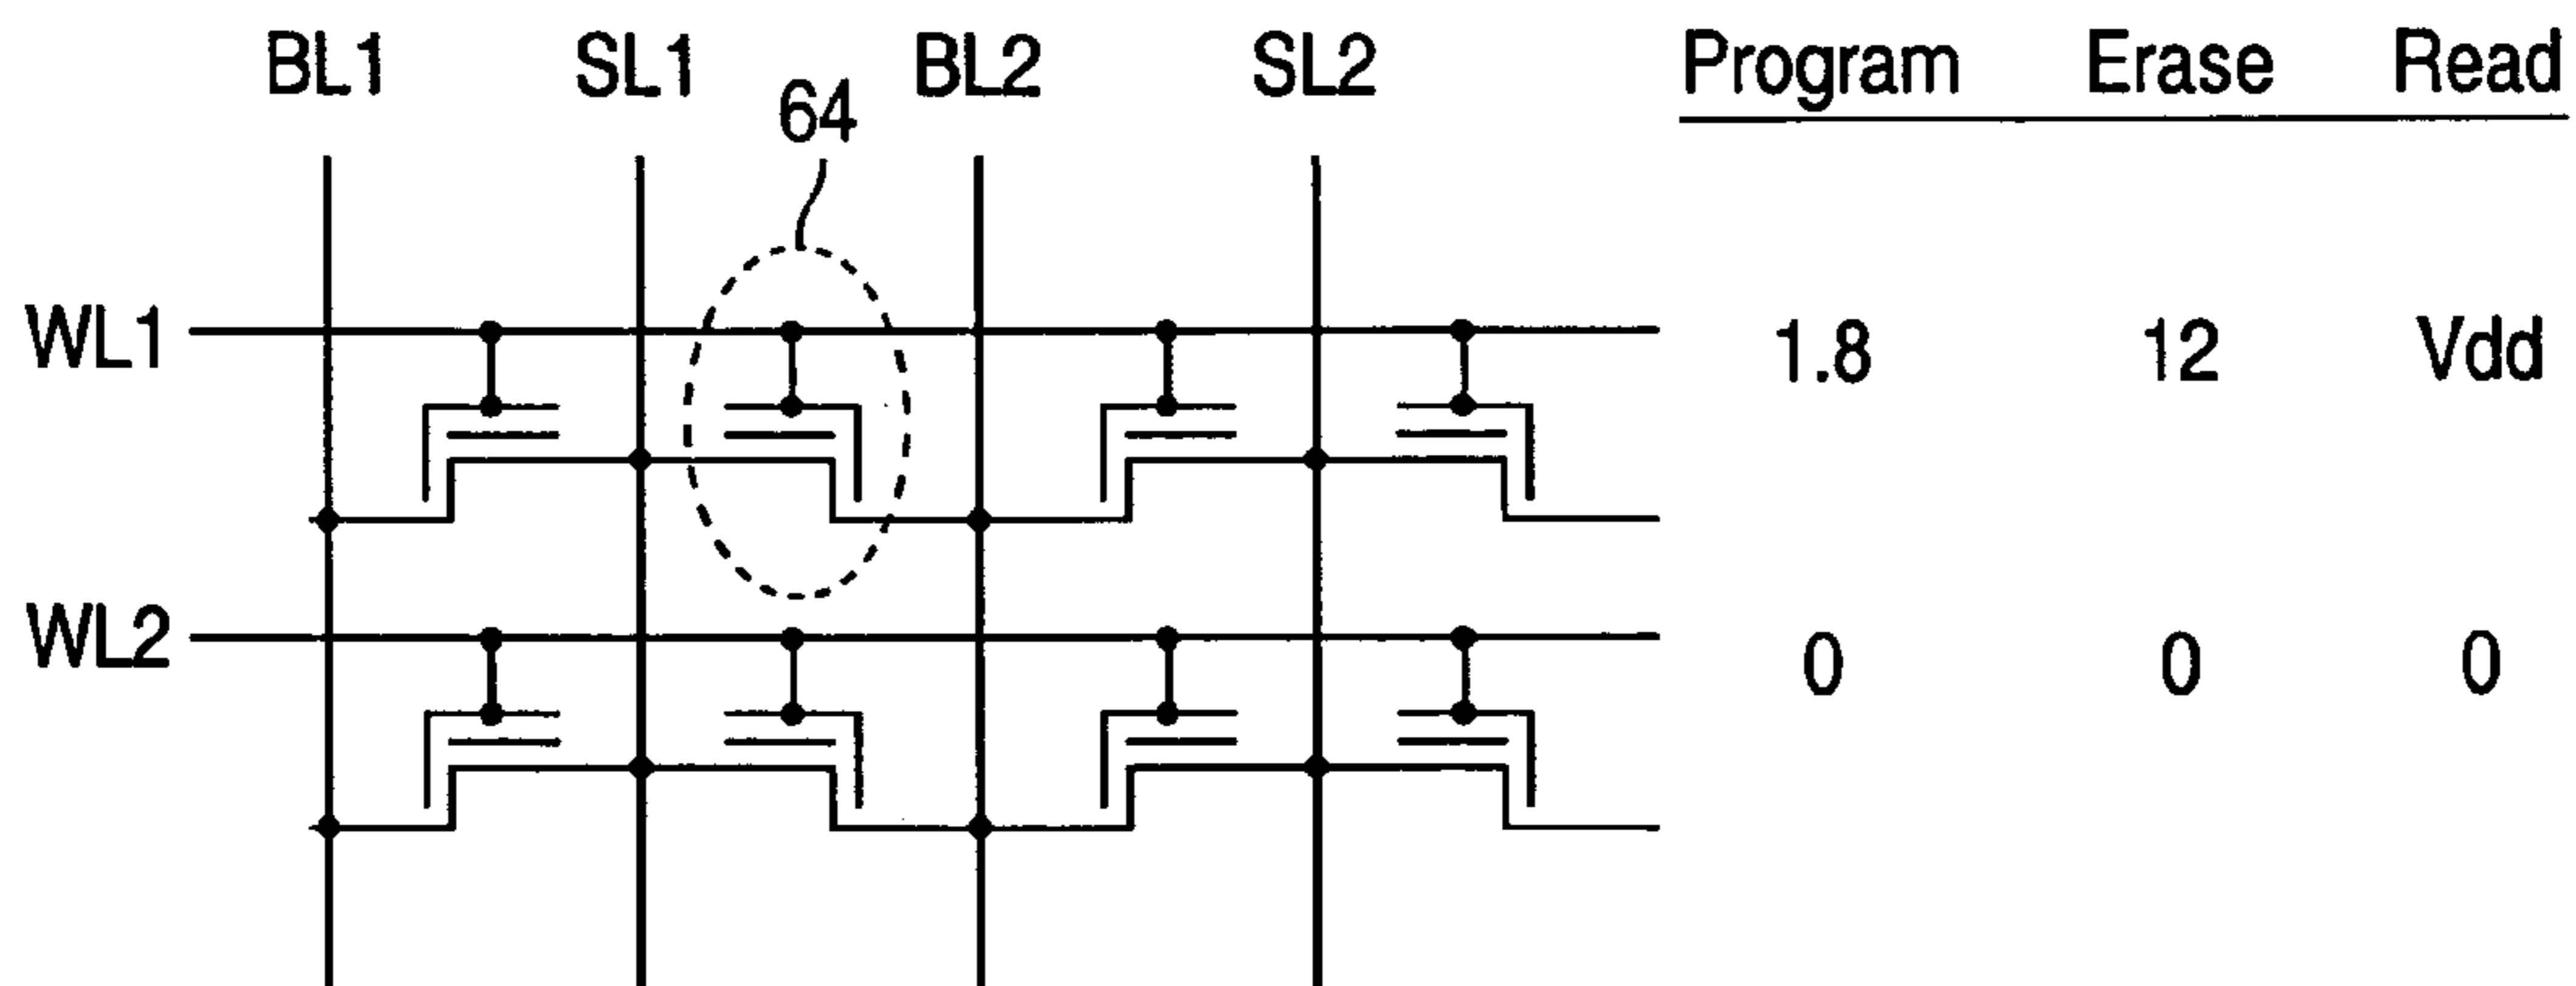 BL1 SL1 BL2 SL2 Program Erase Read
64
WL1 1.8 12 Vdd
WL2 0 0 0